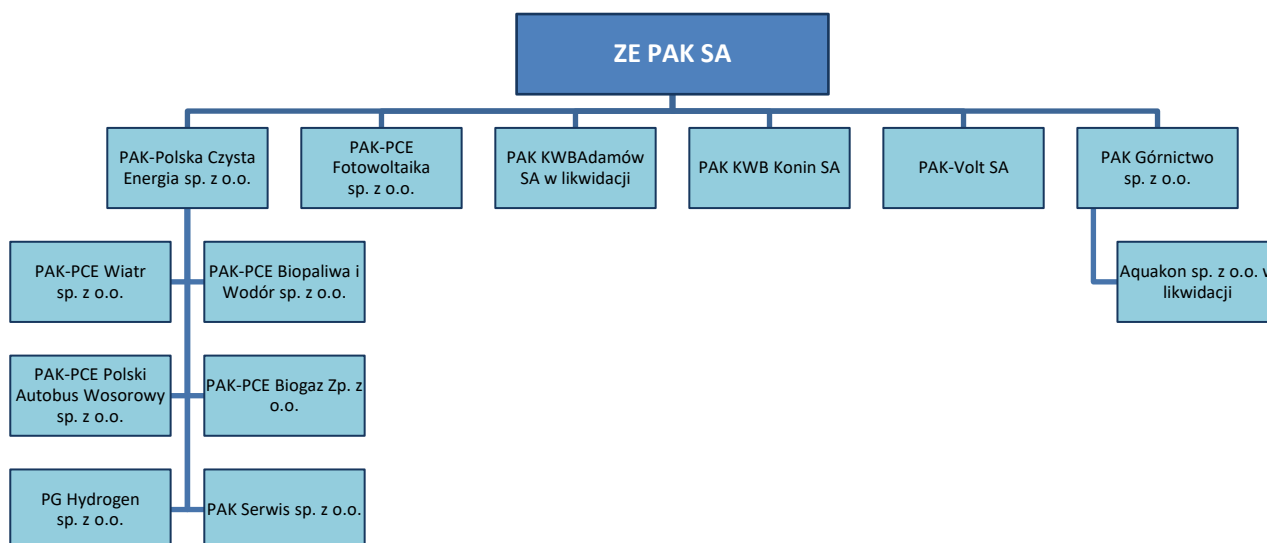 ZE PAK SA
PAK-Polska Czysta
Energia sp. z o.o.
PAK-PCE
Fotowoltaika
sp. z o.o.
PAK KWBAdamów
SA w likwidacji
PAK KWB Konin SA
PAK-Volt SA
PAK Górnictwo
sp. z o.o.
PAK-PCE Wiatr
sp. z o.o.
PAK-PCE Biopaliwa i
Wodór sp. z o.o.
Aquakon sp. z o.o. w
likwidacji
PAK-PCE Polski
Autobus Wosorowy
sp. z o.o.
PAK-PCE Biogaz Zp. z
o.o.
PG Hydrogen
sp. z o.o.
PAK Serwis sp. z o.o.